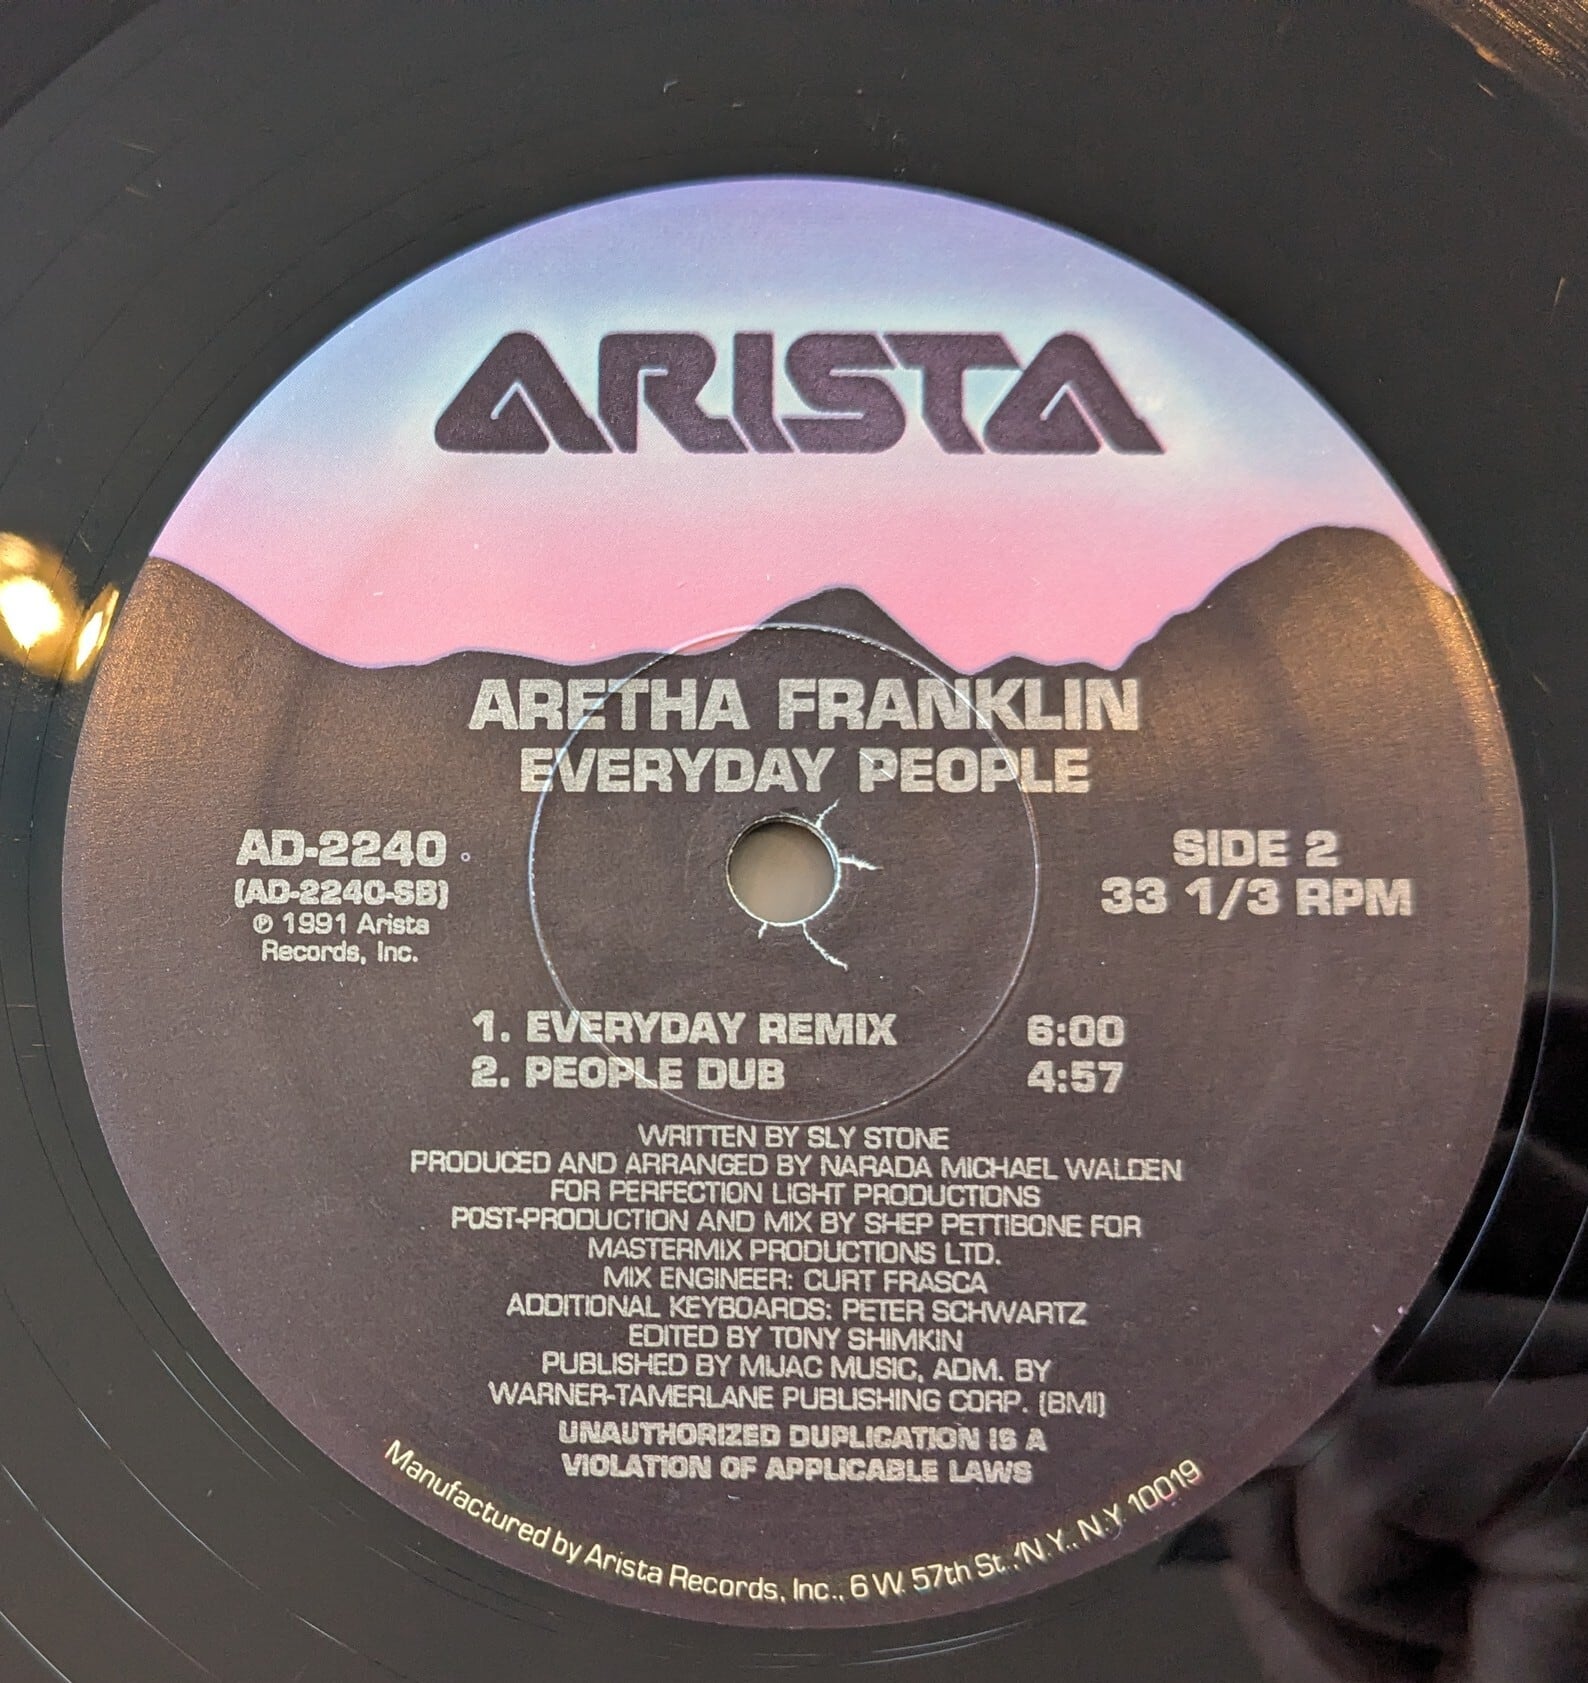 ARISTA
ARETHA FRANKLIN
EVERYDAY PEOPLE
AD-2240
(AD-2240-SB)
℗ 1991 Arista
Records, Inc.
SIDE 2
33 1/3 RPM
1. EVERYDAY REMIX 6:00
2. PEOPLE DUB 4:57
WRITTEN BY SLY STONE
PRODUCED AND ARRANGED BY NARADA MICHAEL WALDEN
FOR PERFECTION LIGHT PRODUCTIONS
POST-PRODUCTION AND MIX BY SHEP PETTIBONE FOR
MASTERMIX PRODUCTIONS LTD.
MIX ENGINEER: CURT FRASCA
ADDITIONAL KEYBOARDS: PETER SCHWARTZ
EDITED BY TONY SHIMKIN
PUBLISHED BY MIJAC MUSIC, ADM. BY
WARNER-TAMERLANE PUBLISHING CORP. (BMI)
UNAUTHORIZED DUPLICATION IS A
VIOLATION OF APPLICABLE LAWS
Manufactured by Arista Records, Inc., 6 W. 57th St., N.Y., N.Y. 10019